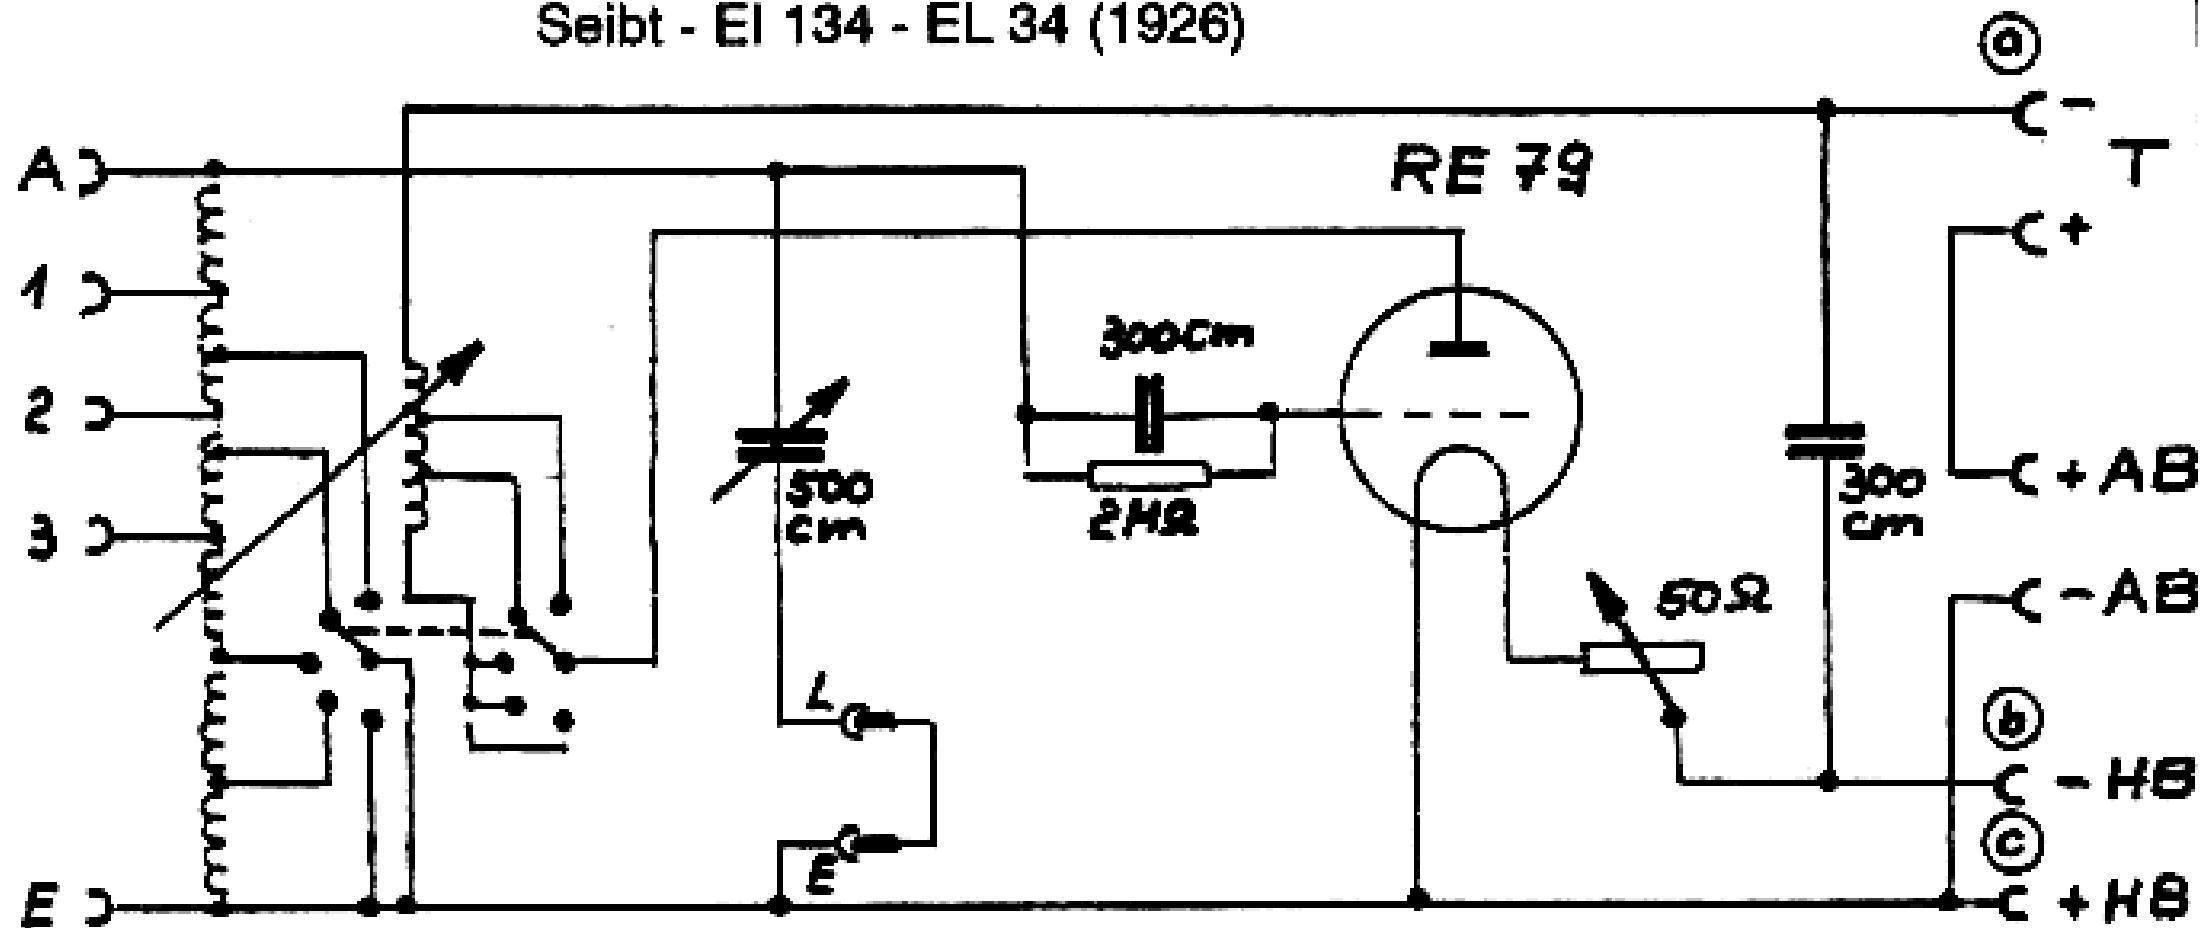 Seibt - EI 134 - EL 34 (1926)
a
-
T
A
RE 79
+
1
300cm
2
500
cm
2MΩ
300
cm
+AB
3
50Ω
-AB
L
b
-HB
E
c
E
+HB